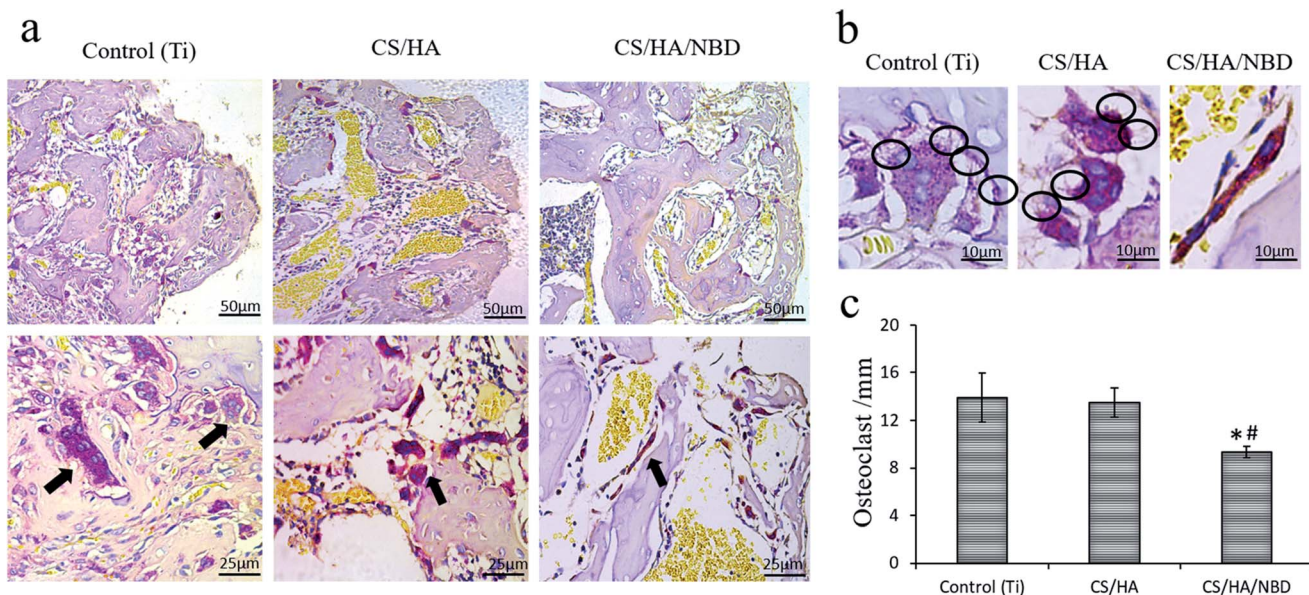 a
Control (Ti)
CS/HA
CS/HA/NBD
50µm
50µm
50µm
25µm
25µm
25µm
b
Control (Ti)
CS/HA
CS/HA/NBD
10µm
10µm
10µm
c
Osteoclast /mm
20
16
12
8
4
0
*#
Control (Ti)
CS/HA
CS/HA/NBD